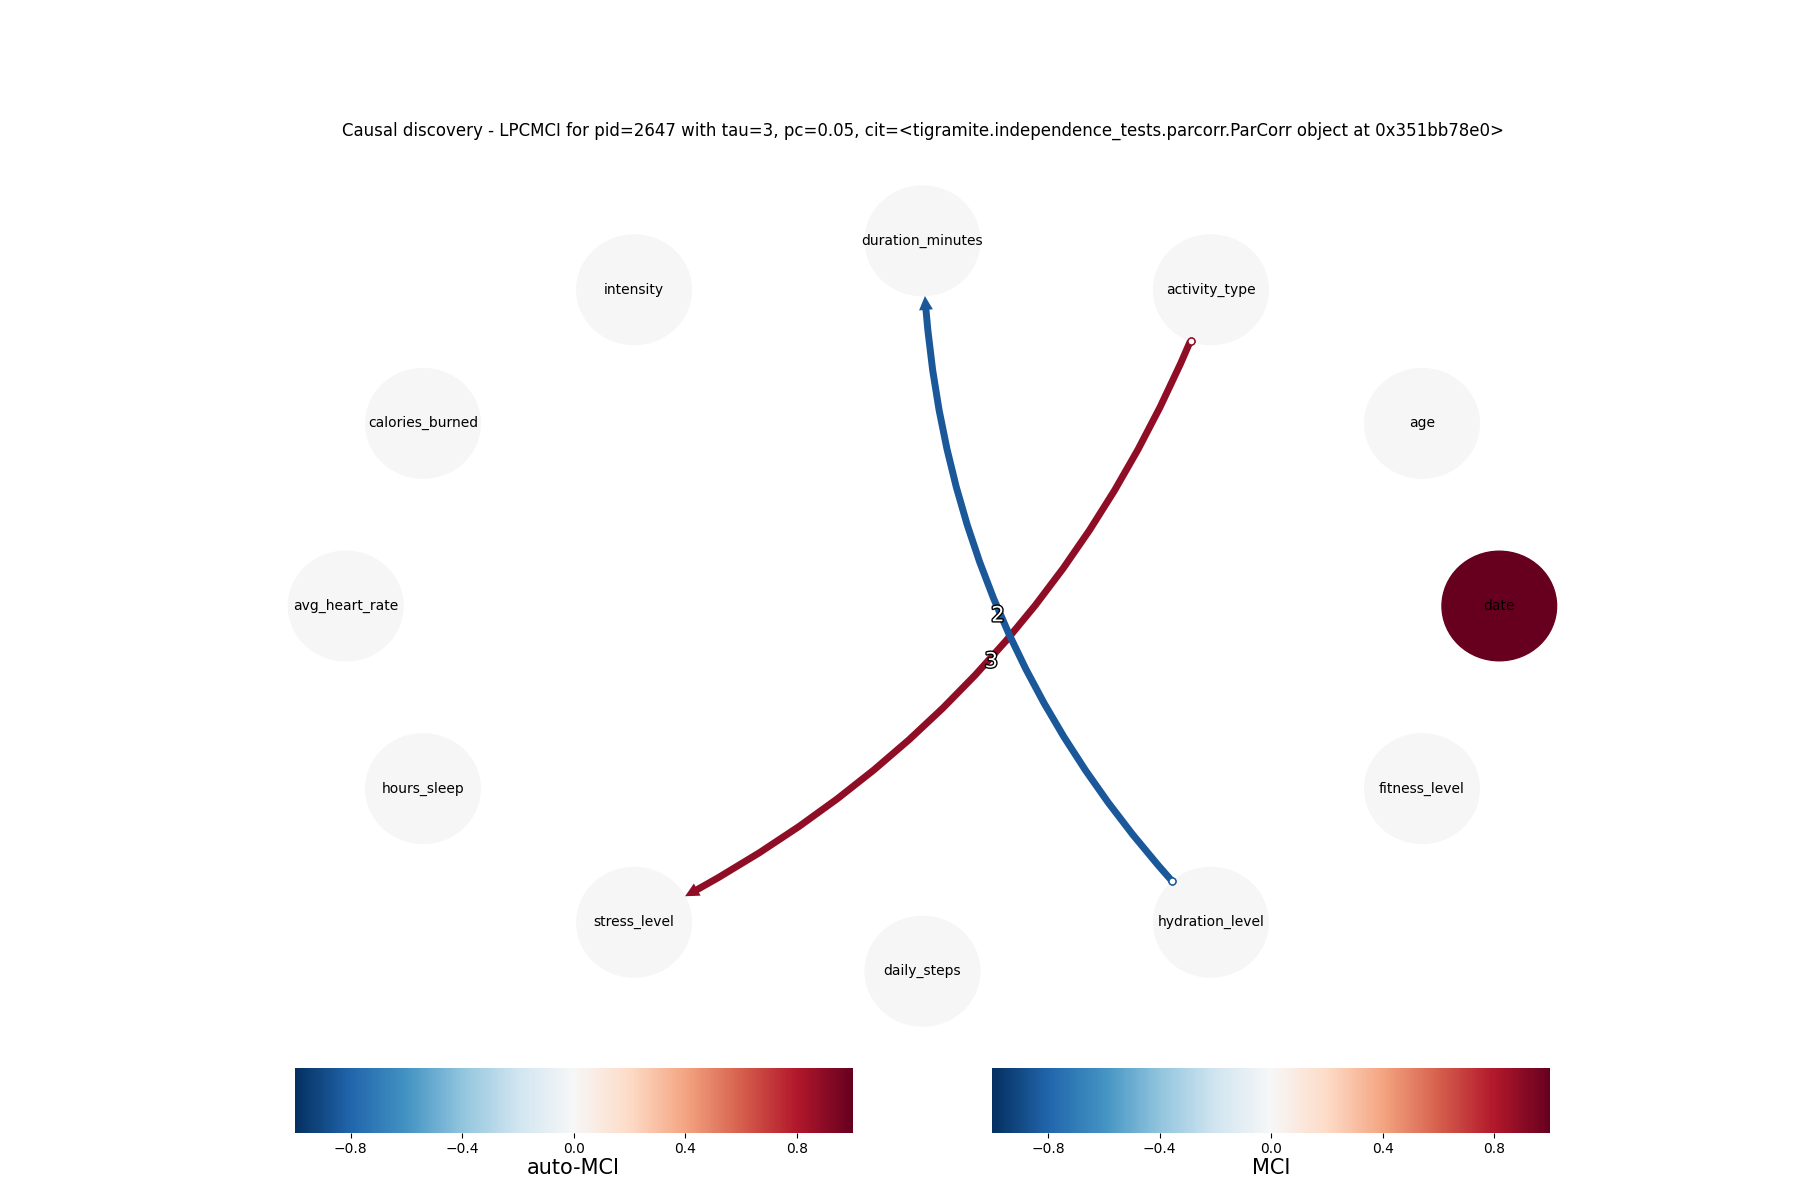 Causal discovery - LPCMCI for pid=2647 with tau=3, pc=0.05, cit=<tigramite.independence_tests.parcorr.ParCorr object at 0x351bb78e0>
duration_minutes
intensity
activity_type
calories_burned
age
avg_heart_rate
date
2
3
hours_sleep
fitness_level
stress_level
hydration_level
daily_steps
−0.8 −0.4 0.0 0.4 0.8
auto-MCI
−0.8 −0.4 0.0 0.4 0.8
MCI